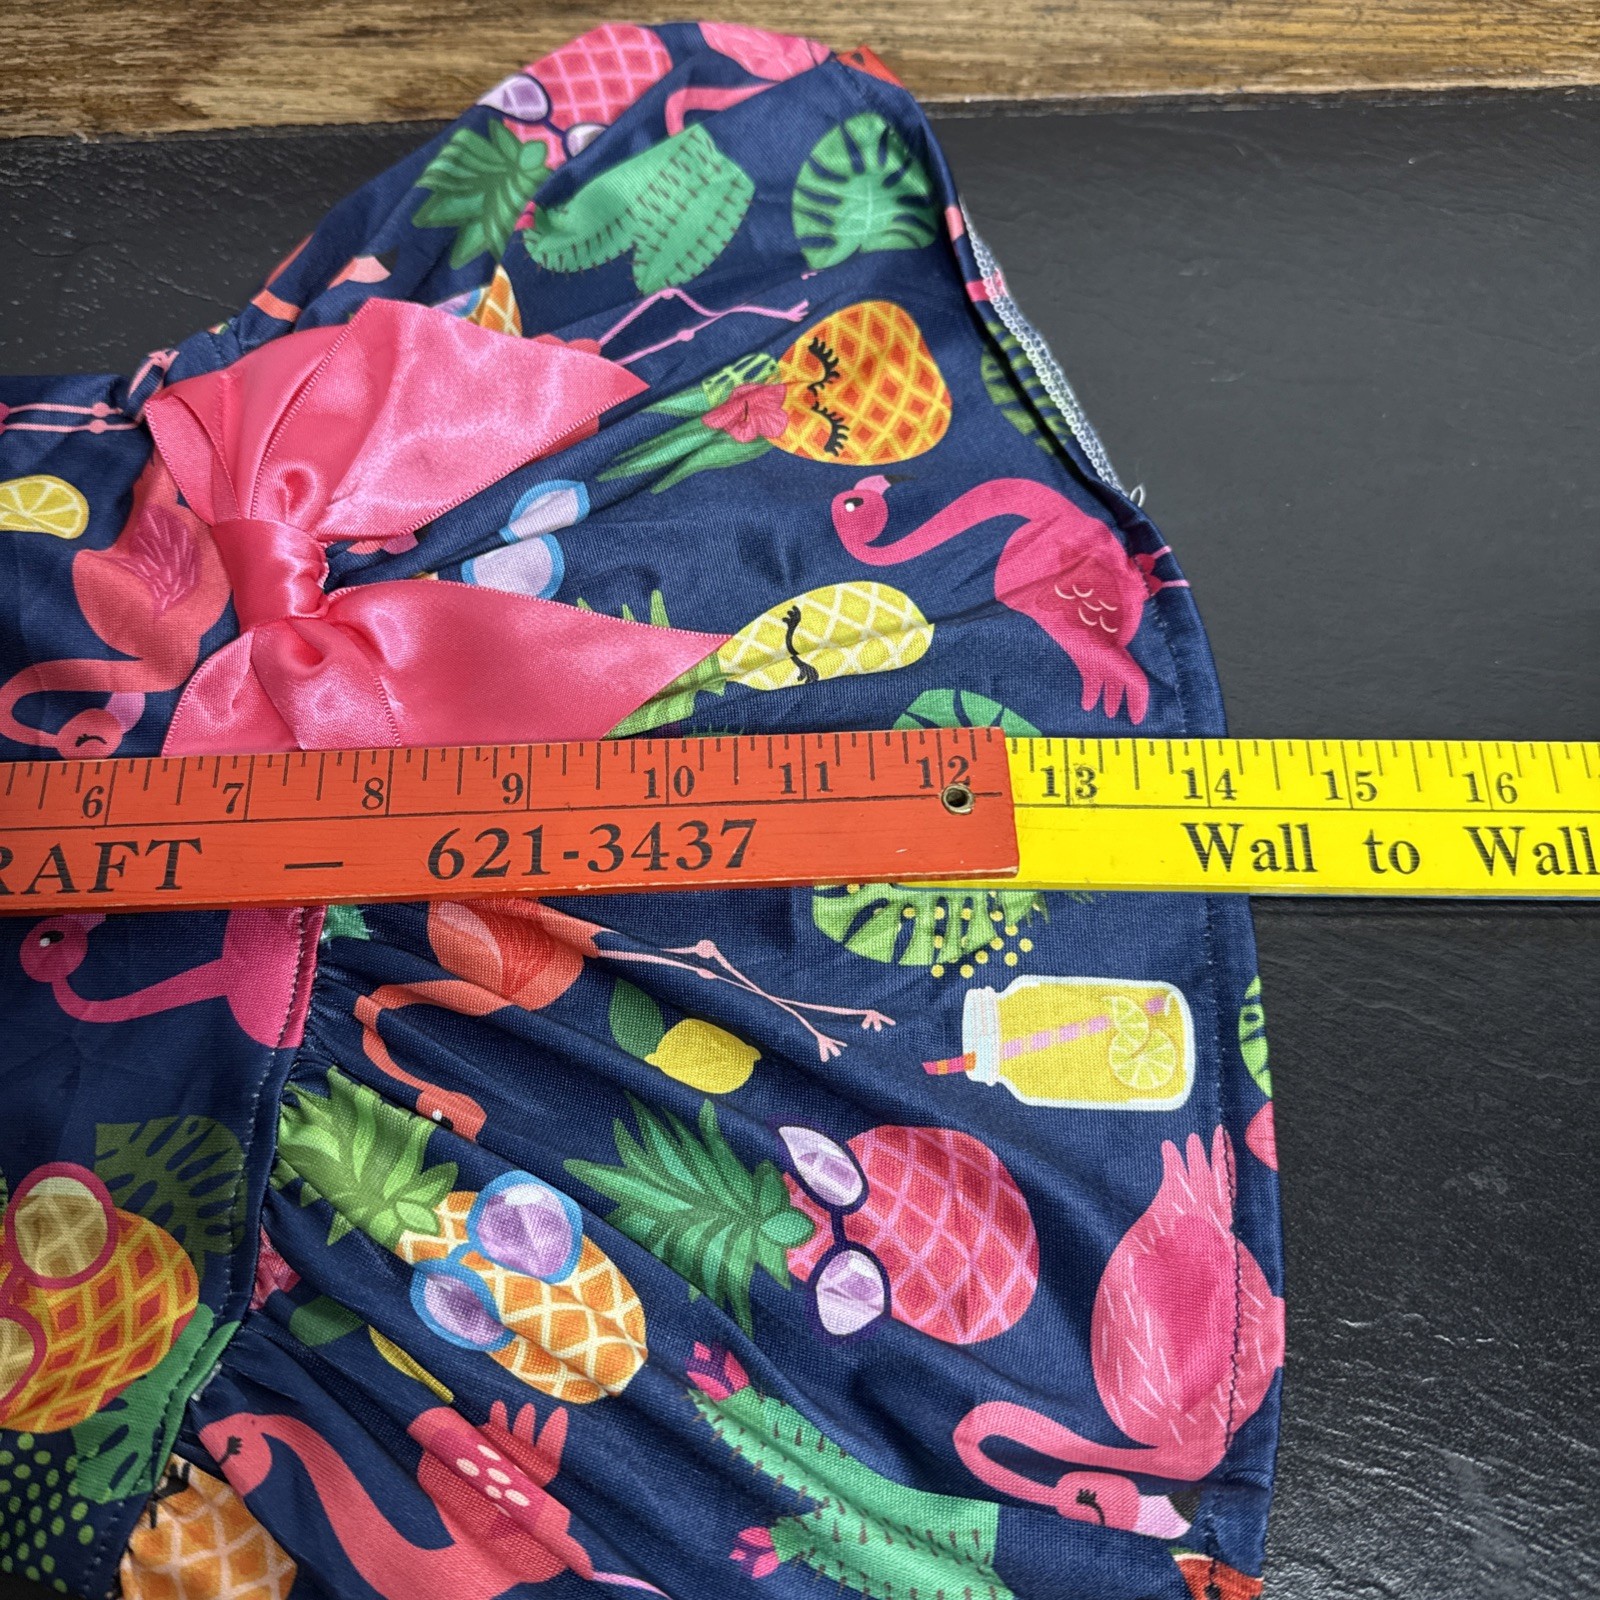 6 7 8 9 10 11 12 13 14 15 16
RAFT — 621-3437 Wall to Wall